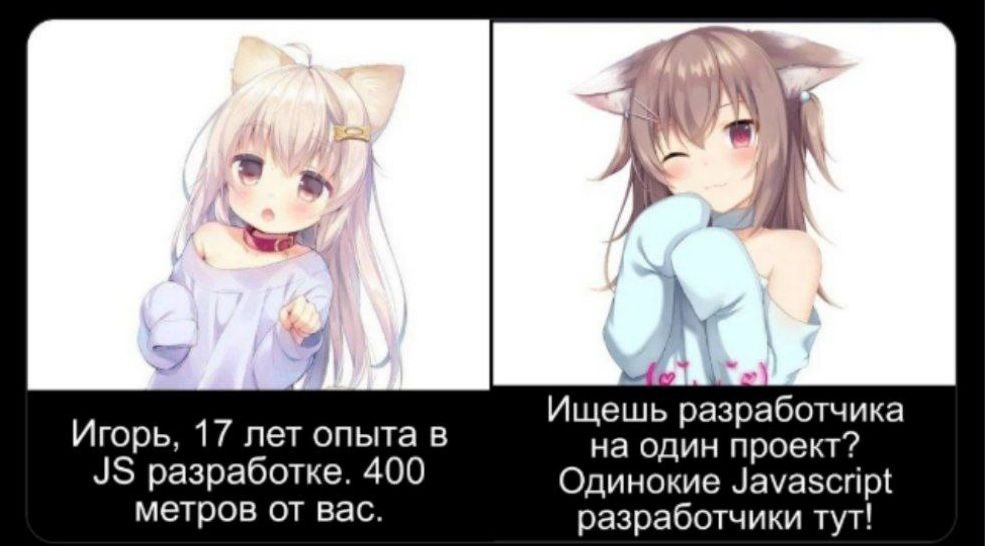 Игорь, 17 лет опыта в
JS разработке. 400
метров от вас.
Ищешь разработчика
на один проект?
Одинокие Javascript
разработчики тут!